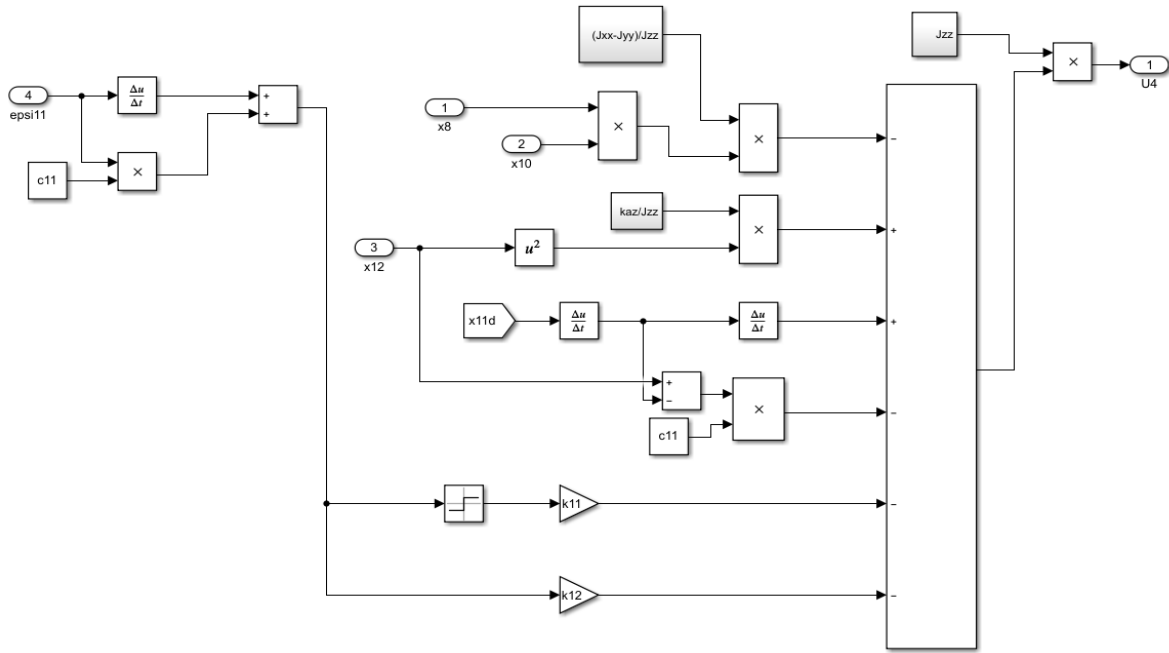 (Jxx-Jyy)/Jzz
Jzz
×
1
U4
4
epsi11
Δu
Δt
+
+
c11
×
1
x8
2
x10
×
×
−
kaz/Jzz
×
+
3
x12
u²
x11d
Δu
Δt
Δu
Δt
+
+
−
c11
×
−
k11
−
k12
−